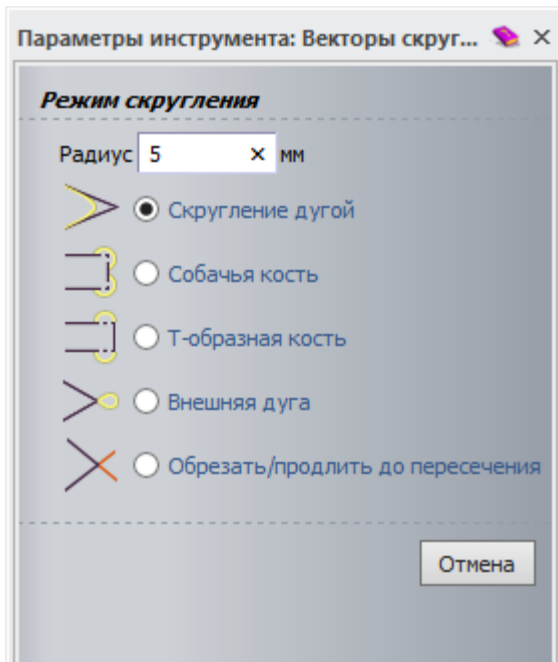 Параметры инструмента: Векторы скруг...
Режим скругления
Радиус 5 мм
Скругление дугой
Собачья кость
Т-образная кость
Внешняя дуга
Обрезать/продлить до пересечения
Отмена